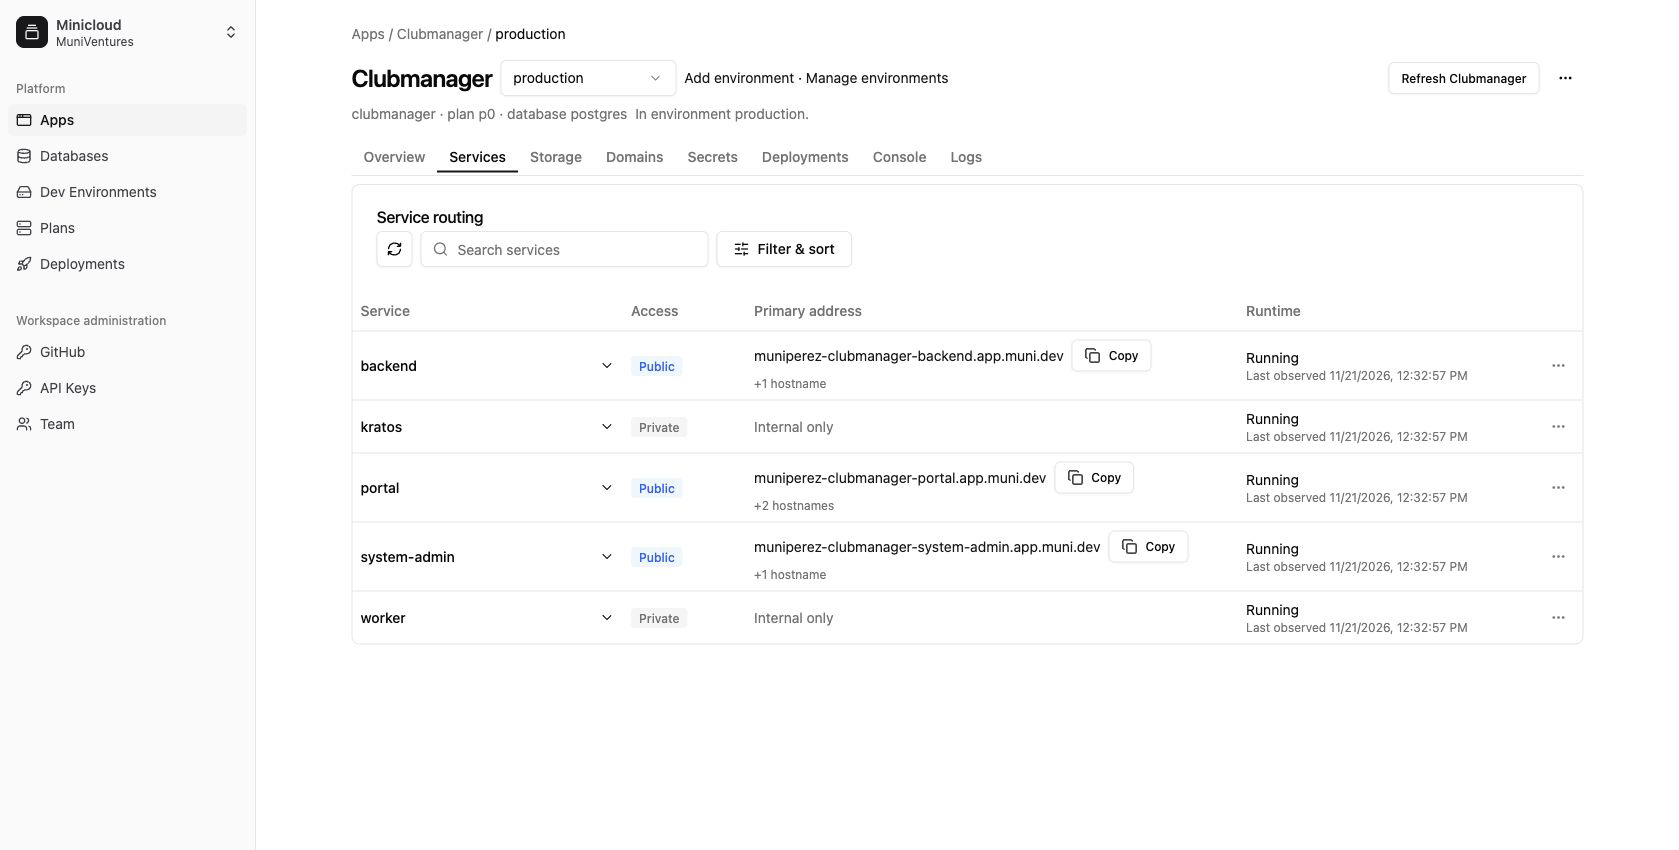 Minicloud
MuniVentures
Platform
Apps
Databases
Dev Environments
Plans
Deployments
Workspace administration
GitHub
API Keys
Team
Apps / Clubmanager / production
Clubmanager production Add environment · Manage environments Refresh Clubmanager
clubmanager · plan p0 · database postgres In environment production.
Overview Services Storage Domains Secrets Deployments Console Logs
Service routing
Search services Filter & sort
Service Access Primary address Runtime
backend Public muniperez-clubmanager-backend.app.muni.dev Copy Running
+1 hostname Last observed 11/21/2026, 12:32:57 PM
kratos Private Internal only Running
Last observed 11/21/2026, 12:32:57 PM
portal Public muniperez-clubmanager-portal.app.muni.dev Copy Running
+2 hostnames Last observed 11/21/2026, 12:32:57 PM
system-admin Public muniperez-clubmanager-system-admin.app.muni.dev Copy Running
+1 hostname Last observed 11/21/2026, 12:32:57 PM
worker Private Internal only Running
Last observed 11/21/2026, 12:32:57 PM